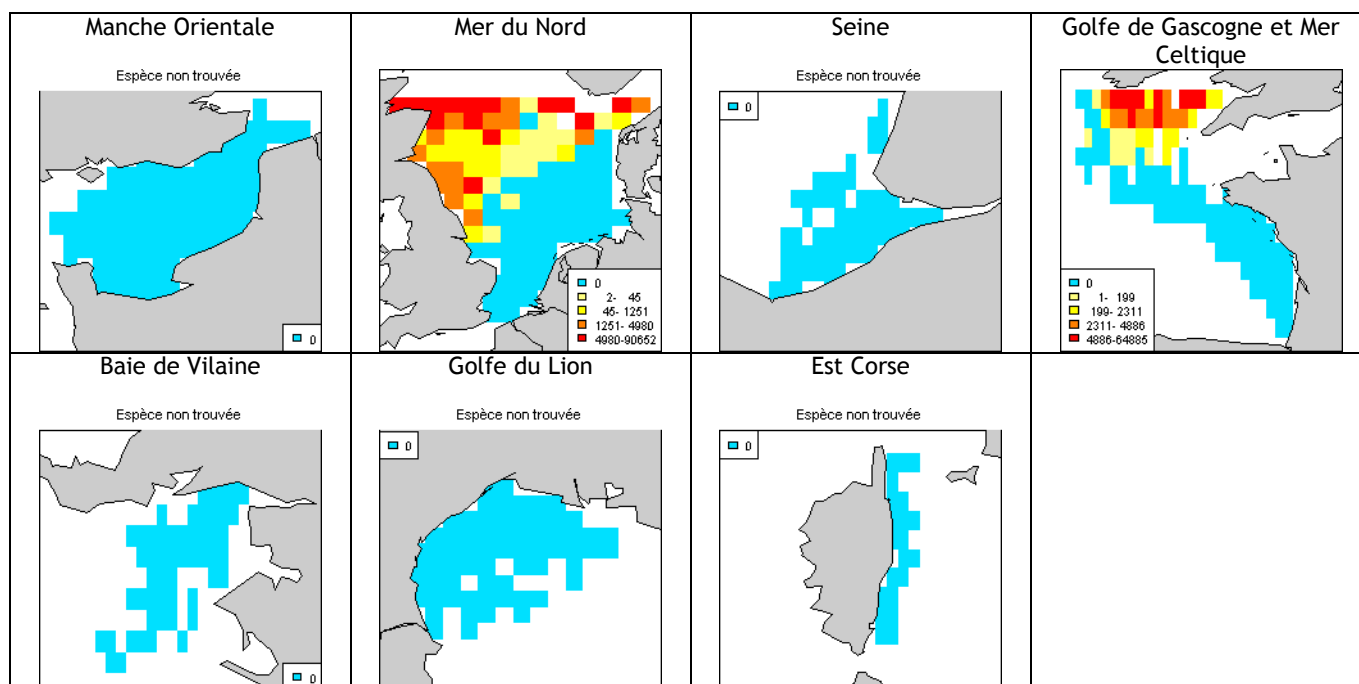 Manche Orientale
Espèce non trouvée
0
Mer du Nord
0
2- 45
45- 1251
1251- 4980
4980-90652
Seine
Espèce non trouvée
0
Golfe de Gascogne et Mer
Celtique
0
1- 199
199- 2311
2311- 4886
4886-64885
Baie de Vilaine
Espèce non trouvée
0
Golfe du Lion
Espèce non trouvée
0
Est Corse
Espèce non trouvée
0